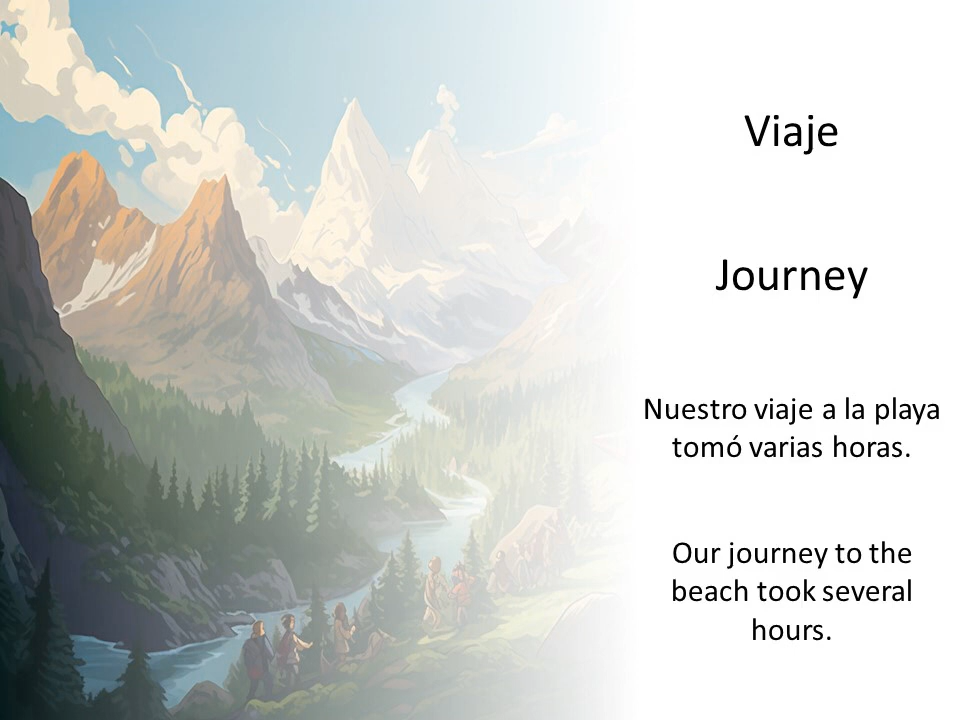 Viaje
Journey
Nuestro viaje a la playa
tomó varias horas.
Our journey to the
beach took several
hours.